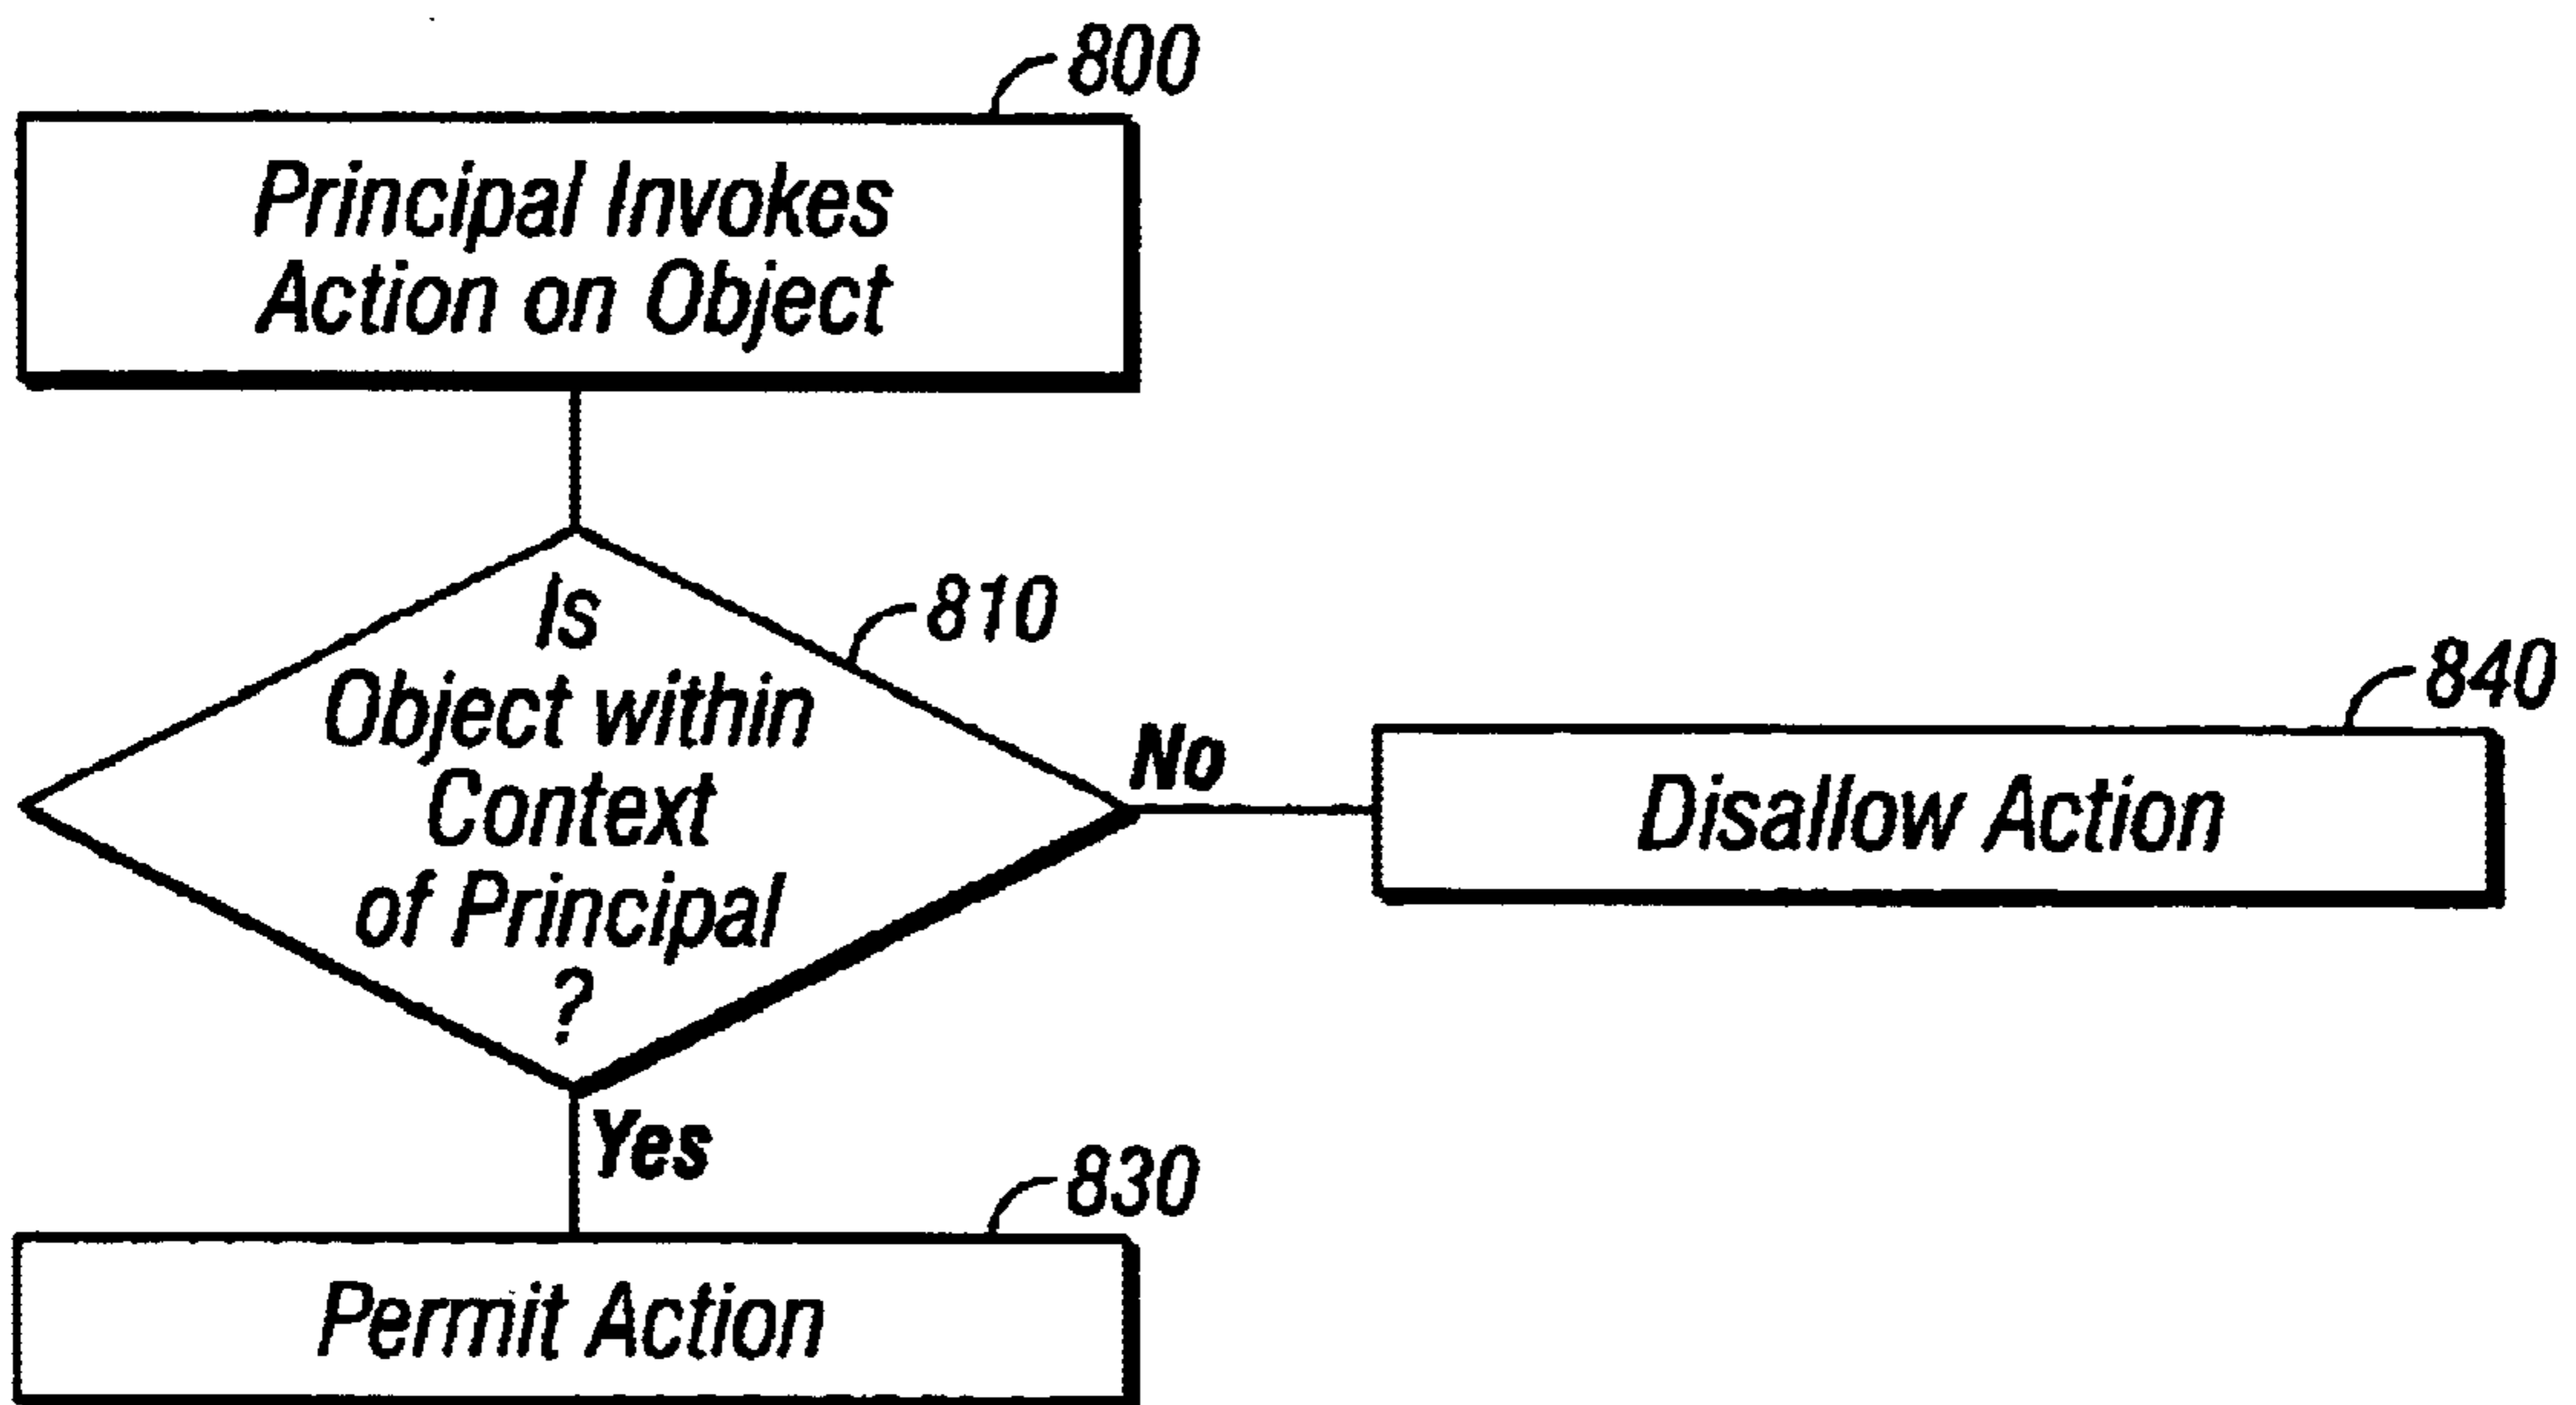 800
Principal Invokes
Action on Object
810
Is
Object within
Context
of Principal
?
No
840
Disallow Action
Yes
830
Permit Action